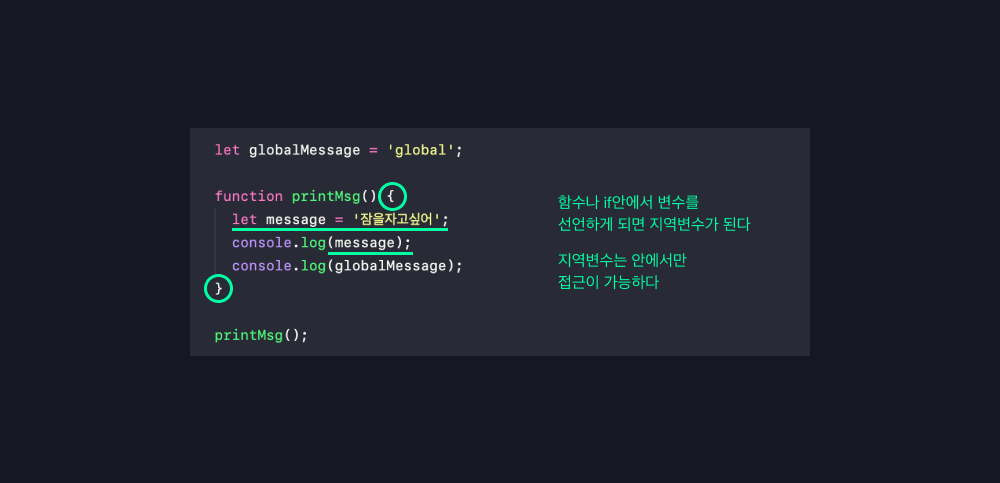 let globalMessage = 'global';
function printMsg() {
let message = '잠을자고싶어';
console.log(message);
console.log(globalMessage);
}
printMsg();
함수나 if안에서 변수를
선언하게 되면 지역변수가 된다
지역변수는 안에서만
접근이 가능하다